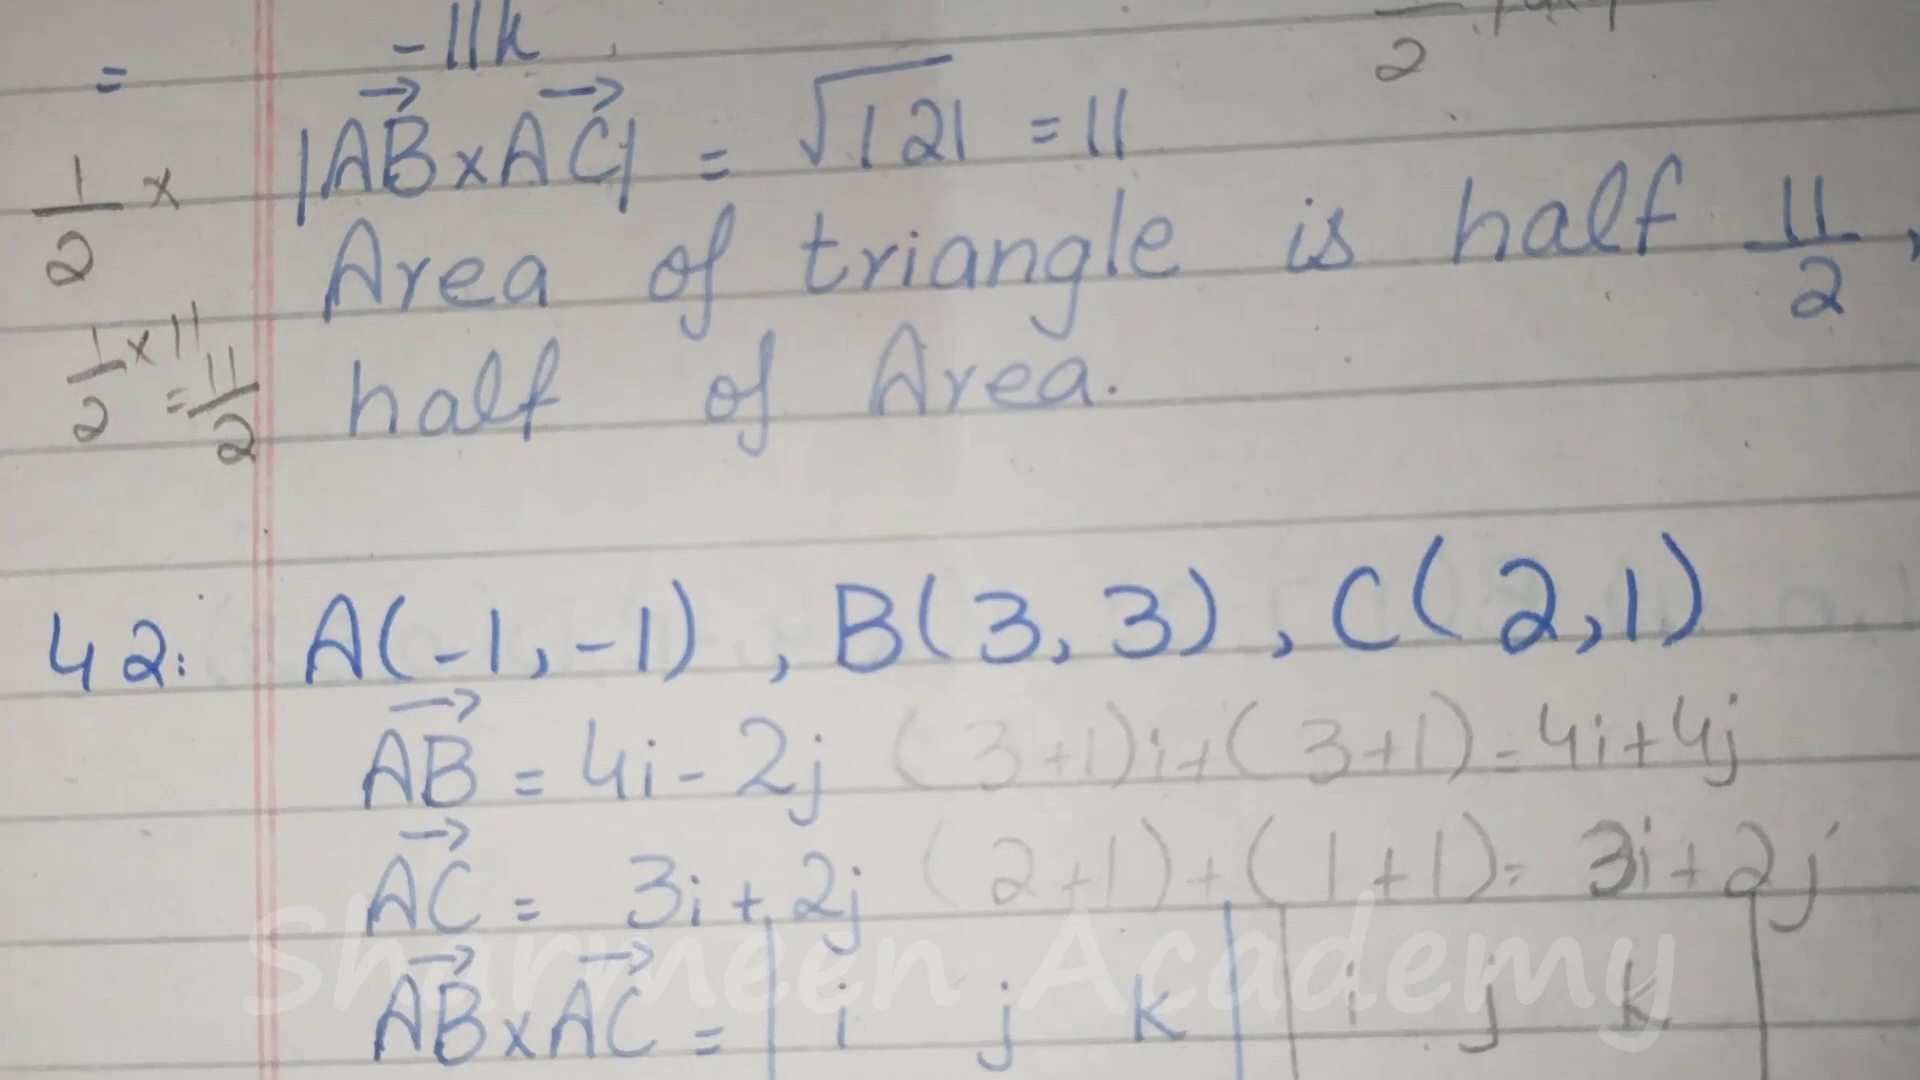 = -11k
2
1/2 × |AB×AC| = √121 = 11
Area of triangle is half 11/2,
1/2 × 11 = 11/2
half of Area.
42: A(-1,-1), B(3,3), C(2,1)
AB = 4i - 2j (3+1)i+(3+1) = 4i+4j
AC = 3i + 2j (2+1)+(1+1) = 3i+2j
AB×AC = | i j k | | i j k |
Sharmeen Academy